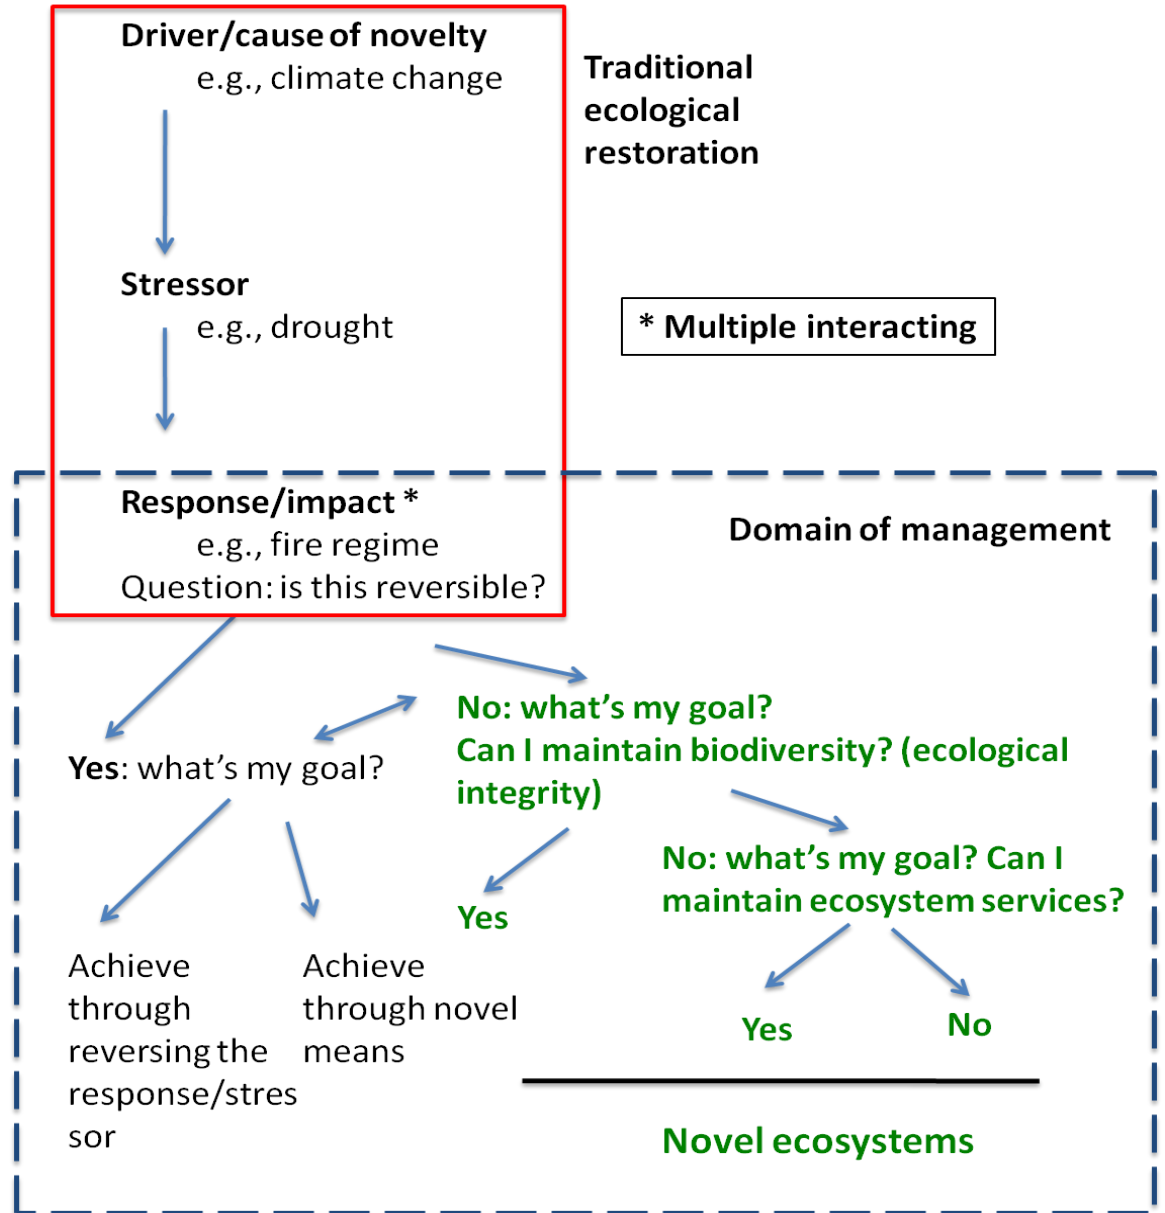 Driver/cause of novelty
e.g., climate change
Traditional
ecological
restoration
Stressor
e.g., drought
* Multiple interacting
Response/impact *
e.g., fire regime
Question: is this reversible?
Domain of management
Yes: what’s my goal?
No: what’s my goal?
Can I maintain biodiversity? (ecological
integrity)
Yes
No: what’s my goal? Can I
maintain ecosystem services?
Yes
No
Achieve
through
reversing the
response/stres
sor
Achieve
through novel
means
Novel ecosystems